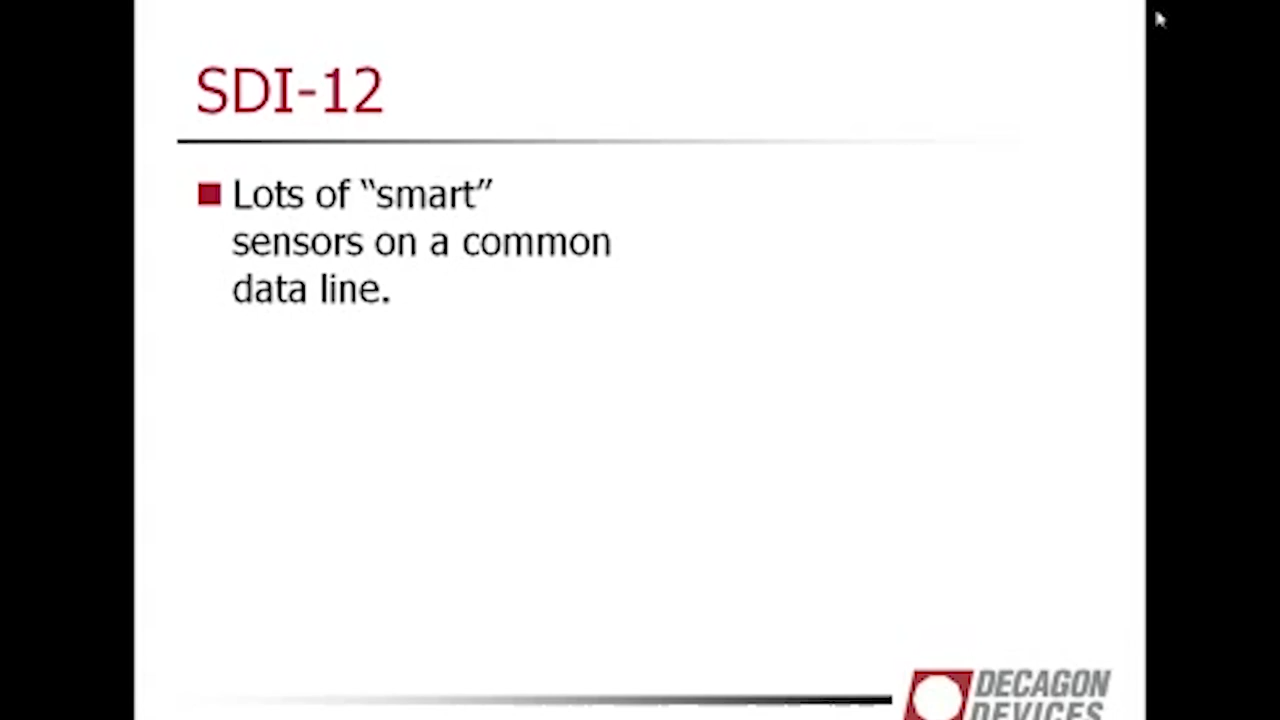 SDI-12
Lots of “smart”
sensors on a common
data line.
DECAGON
DEVICES